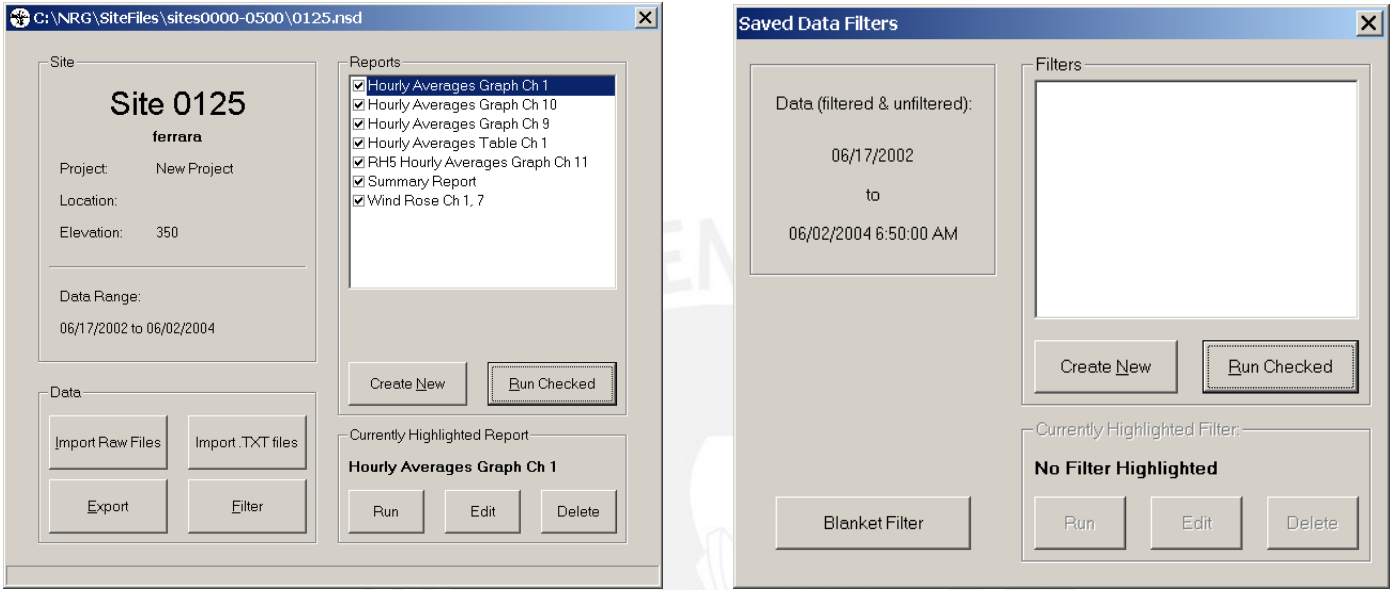 C:\NRG\SiteFiles\sites0000-0500\0125.nsd
Site
Site 0125
ferrara
Project: New Project
Location:
Elevation: 350
Data Range:
06/17/2002 to 06/02/2004
Data
Import Raw Files
Import .TXT files
Export
Filter
Reports
Hourly Averages Graph Ch 1
Hourly Averages Graph Ch 10
Hourly Averages Graph Ch 9
Hourly Averages Table Ch 1
RH5 Hourly Averages Graph Ch 11
Summary Report
Wind Rose Ch 1, 7
Create New
Run Checked
Currently Highlighted Report
Hourly Averages Graph Ch 1
Run
Edit
Delete
EN
Saved Data Filters
Data (filtered & unfiltered):
06/17/2002
to
06/02/2004 6:50:00 AM
Blanket Filter
Filters
Create New
Run Checked
Currently Highlighted Filter:
No Filter Highlighted
Run
Edit
Delete